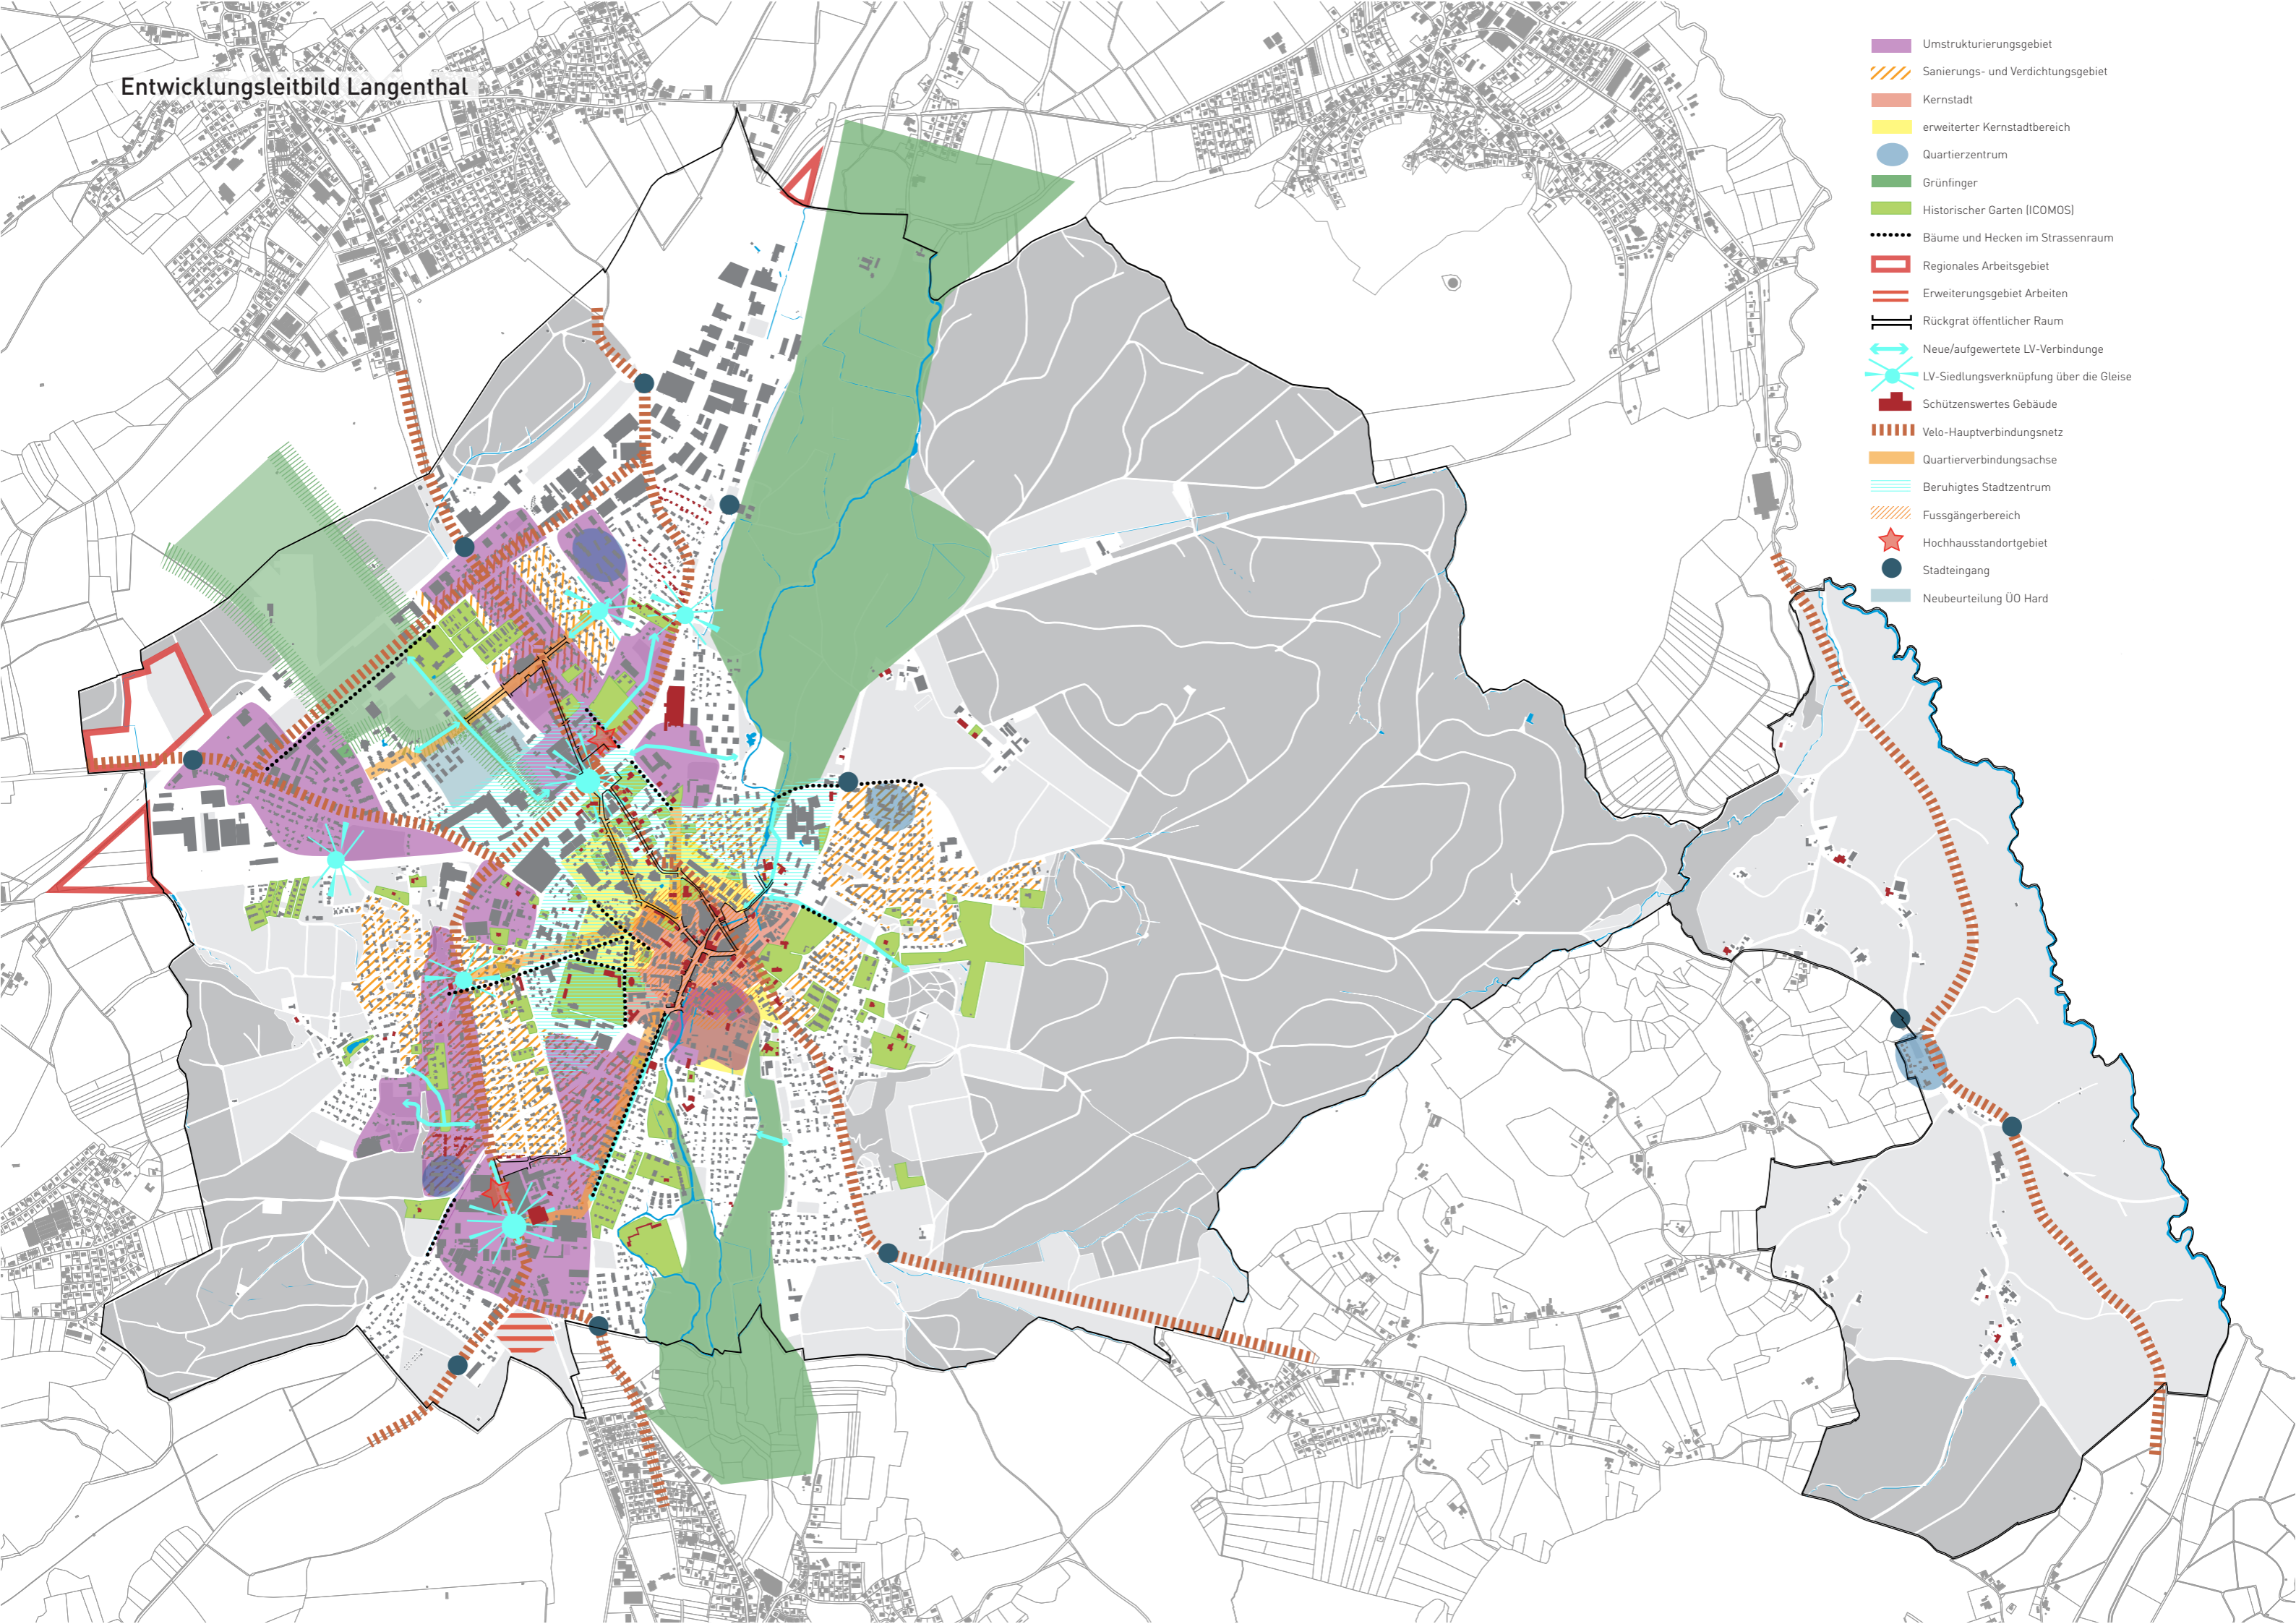 Entwicklungsleitbild Langenthal
Umstrukturierungsgebiet
Sanierungs- und Verdichtungsgebiet
Kernstadt
erweiterter Kernstadtbereich
Quartierzentrum
Grünfinger
Historischer Garten (ICOMOS)
Bäume und Hecken im Strassenraum
Regionales Arbeitsgebiet
Erweiterungsgebiet Arbeiten
Rückgrat öffentlicher Raum
Neue/aufgewertete LV-Verbindunge
LV-Siedlungsverknüpfung über die Gleise
Schützenswertes Gebäude
Velo-Hauptverbindungsnetz
Quartierverbindungsachse
Beruhigtes Stadtzentrum
Fussgängerbereich
Hochhausstandortgebiet
Stadteingang
Neubeurteilung ÜO Hard